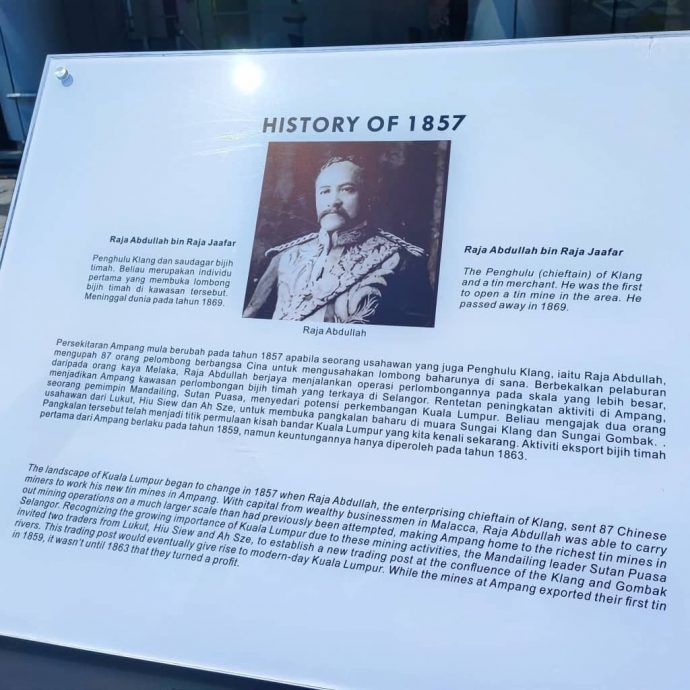 HISTORY OF 1857
Raja Abdullah bin Raja Jaafar
Penghulu Klang dan saudagar bijih
timah. Beliau merupakan individu
pertama yang membuka lombong
bijih timah di kawasan tersebut.
Meninggal dunia pada tahun 1869.
Raja Abdullah
Raja Abdullah bin Raja Jaafar
The Penghulu (chieftain) of Klang
and a tin merchant. He was the first
to open a tin mine in the area. He
passed away in 1869.
Persekitaran Ampang mula berubah pada tahun 1857 apabila seorang usahawan yang juga Penghulu Klang, iaitu Raja Abdullah,
mengupah 87 orang pelombong berbangsa Cina untuk mengusahakan lombong baharunya di sana. Berbekalkan pelaburan
daripada orang kaya Melaka, Raja Abdullah berjaya menjalankan operasi perlombongannya pada skala yang lebih besar,
menjadikan Ampang kawasan perlombongan bijih timah yang terkaya di Selangor. Rentetan peningkatan aktiviti di Ampang,
seorang pemimpin Mandailing, Sutan Puasa, menyedari potensi perkembangan Kuala Lumpur. Beliau mengajak dua orang
usahawan dari Lukut, Hiu Siew dan Ah Sze, untuk membuka pangkalan baharu di muara Sungai Klang dan Sungai Gombak. .
Pangkalan tersebut telah menjadi titik permulaan kisah bandar Kuala Lumpur yang kita kenali sekarang. Aktiviti eksport bijih timah
pertama dari Ampang berlaku pada tahun 1859, namun keuntungannya hanya diperoleh pada tahun 1863.
The landscape of Kuala Lumpur began to change in 1857 when Raja Abdullah, the enterprising chieftain of Klang, sent 87 Chinese
miners to work his new tin mines in Ampang. With capital from wealthy businessmen in Malacca, Raja Abdullah was able to carry
out mining operations on a much larger scale than had previously been attempted, making Ampang home to the richest tin mines in
Selangor. Recognizing the growing importance of Kuala Lumpur due to these mining activities, the Mandailing leader Sutan Puasa
invited two traders from Lukut, Hiu Siew and Ah Sze, to establish a new trading post at the confluence of the Klang and Gombak
rivers. This trading post would eventually give rise to modern-day Kuala Lumpur. While the mines at Ampang exported their first tin
in 1859, it wasn't until 1863 that they turned a profit.